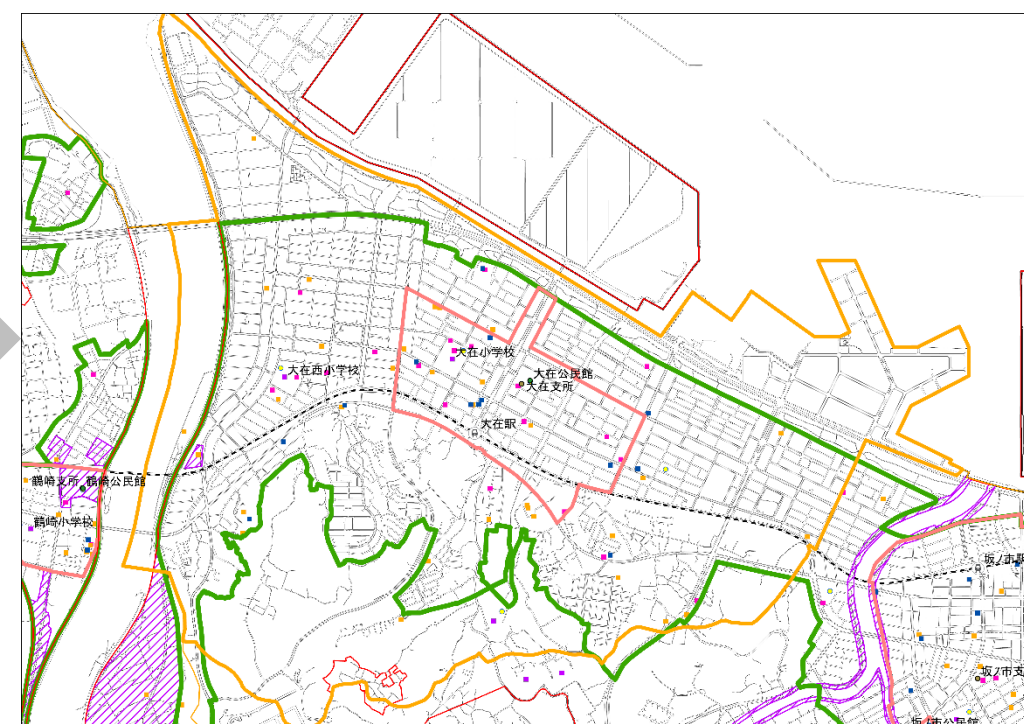 大在小学校
大在西小学校
大在公民館
大在支所
大在駅
鶴崎支所 鶴崎公民館
鶴崎小学校
坂ノ市
坂ノ市支
坂ノ市公民館